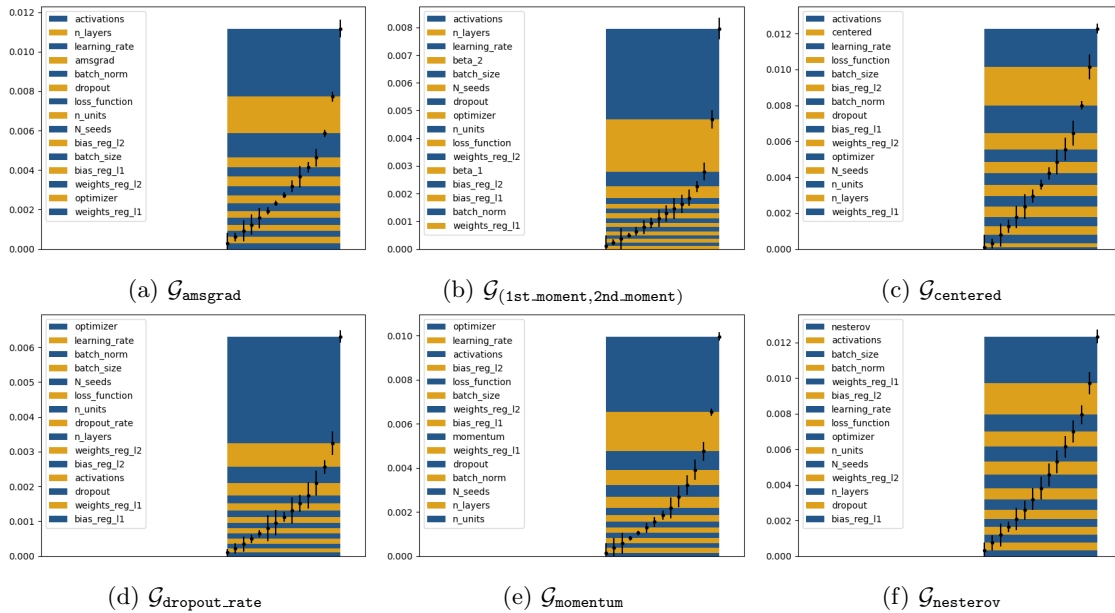 0.012
0.010
0.008
0.006
0.004
0.002
0.000
activations
n_layers
learning_rate
amsgrad
batch_norm
dropout
loss_function
n_units
N_seeds
bias_reg_l2
batch_size
bias_reg_l1
weights_reg_l2
optimizer
weights_reg_l1
(a) 𝒢amsgrad
0.008
0.007
0.006
0.005
0.004
0.003
0.002
0.001
0.000
activations
n_layers
learning_rate
beta_2
batch_size
N_seeds
dropout
optimizer
n_units
loss_function
weights_reg_l2
beta_1
bias_reg_l2
bias_reg_l1
batch_norm
weights_reg_l1
(b) 𝒢(1st_moment,2nd_moment)
0.012
0.010
0.008
0.006
0.004
0.002
0.000
activations
centered
learning_rate
loss_function
batch_size
bias_reg_l2
batch_norm
dropout
bias_reg_l1
weights_reg_l2
optimizer
N_seeds
n_units
n_layers
weights_reg_l1
(c) 𝒢centered
0.006
0.005
0.004
0.003
0.002
0.001
0.000
optimizer
learning_rate
batch_norm
batch_size
N_seeds
loss_function
n_units
dropout_rate
n_layers
weights_reg_l2
bias_reg_l2
activations
dropout
weights_reg_l1
bias_reg_l1
(d) 𝒢dropout_rate
0.010
0.008
0.006
0.004
0.002
0.000
optimizer
learning_rate
activations
bias_reg_l2
loss_function
batch_size
weights_reg_l2
bias_reg_l1
momentum
weights_reg_l1
dropout
batch_norm
N_seeds
n_layers
n_units
(e) 𝒢momentum
0.012
0.010
0.008
0.006
0.004
0.002
0.000
nesterov
activations
batch_size
batch_norm
weights_reg_l1
bias_reg_l2
learning_rate
loss_function
optimizer
n_units
N_seeds
weights_reg_l2
n_layers
dropout
bias_reg_l1
(f) 𝒢nesterov